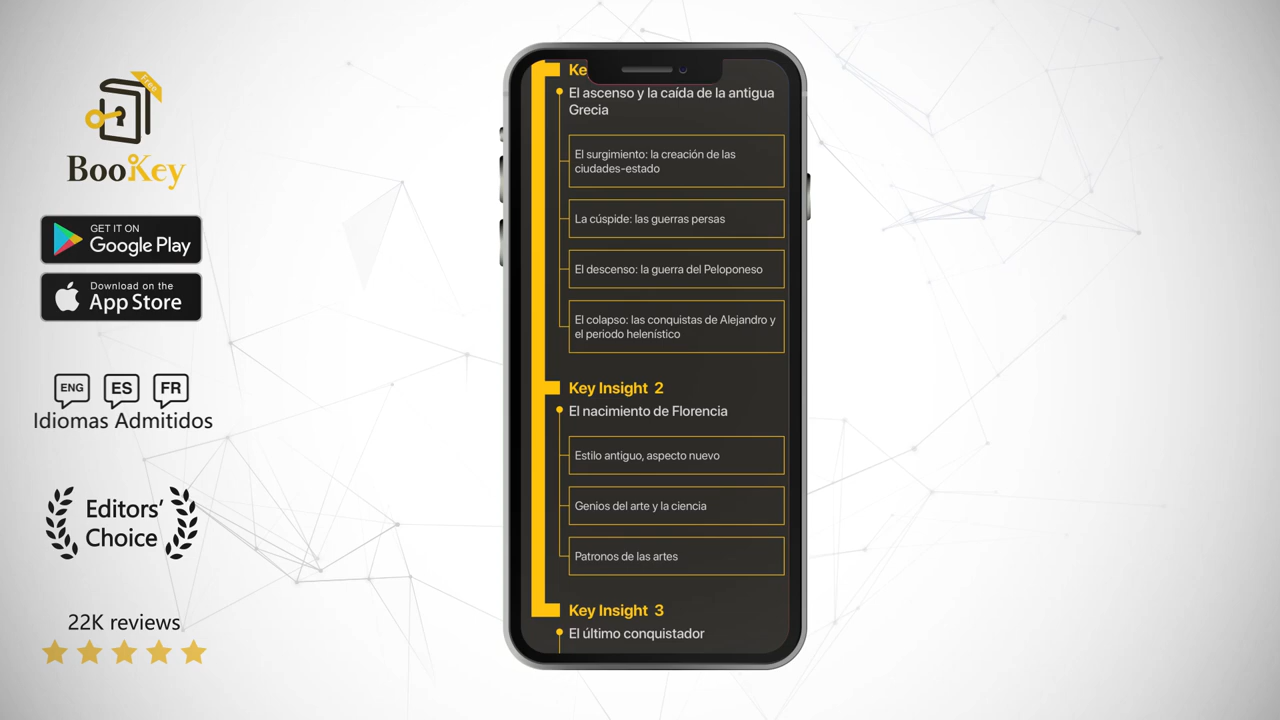 Free
BooKey
GET IT ON
Google Play
Download on the
App Store
ENG
ES
FR
Idiomas Admitidos
Editors'
Choice
22K reviews
El ascenso y la caída de la antigua
Grecia
El surgimiento: la creación de las
ciudades-estado
La cúspide: las guerras persas
El descenso: la guerra del Peloponeso
El colapso: las conquistas de Alejandro y
el periodo helenístico
Key Insight 2
El nacimiento de Florencia
Estilo antiguo, aspecto nuevo
Genios del arte y la ciencia
Patronos de las artes
Key Insight 3
El último conquistador